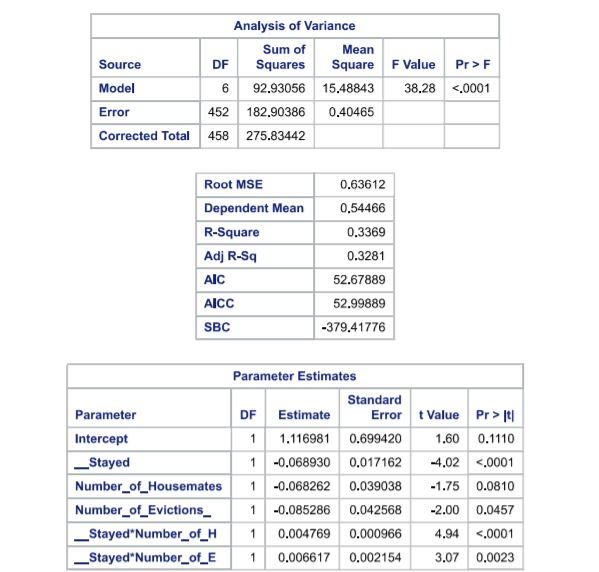 Analysis of Variance
Source DF Sum of Squares Mean Square F Value Pr > F
Model 6 92.93056 15.48843 38.28 <.0001
Error 452 182.90386 0.40465
Corrected Total 458 275.83442
Root MSE 0.63612
Dependent Mean 0.54466
R-Square 0.3369
Adj R-Sq 0.3281
AIC 52.67889
AICC 52.99889
SBC -379.41776
Parameter Estimates
Parameter DF Estimate Standard Error t Value Pr > |t|
Intercept 1 1.116981 0.699420 1.60 0.1110
__Stayed 1 -0.068930 0.017162 -4.02 <.0001
Number_of_Housemates 1 -0.068262 0.039038 -1.75 0.0810
Number_of_Evictions_ 1 -0.085286 0.042568 -2.00 0.0457
__Stayed*Number_of_H 1 0.004769 0.000966 4.94 <.0001
__Stayed*Number_of_E 1 0.006617 0.002154 3.07 0.0023